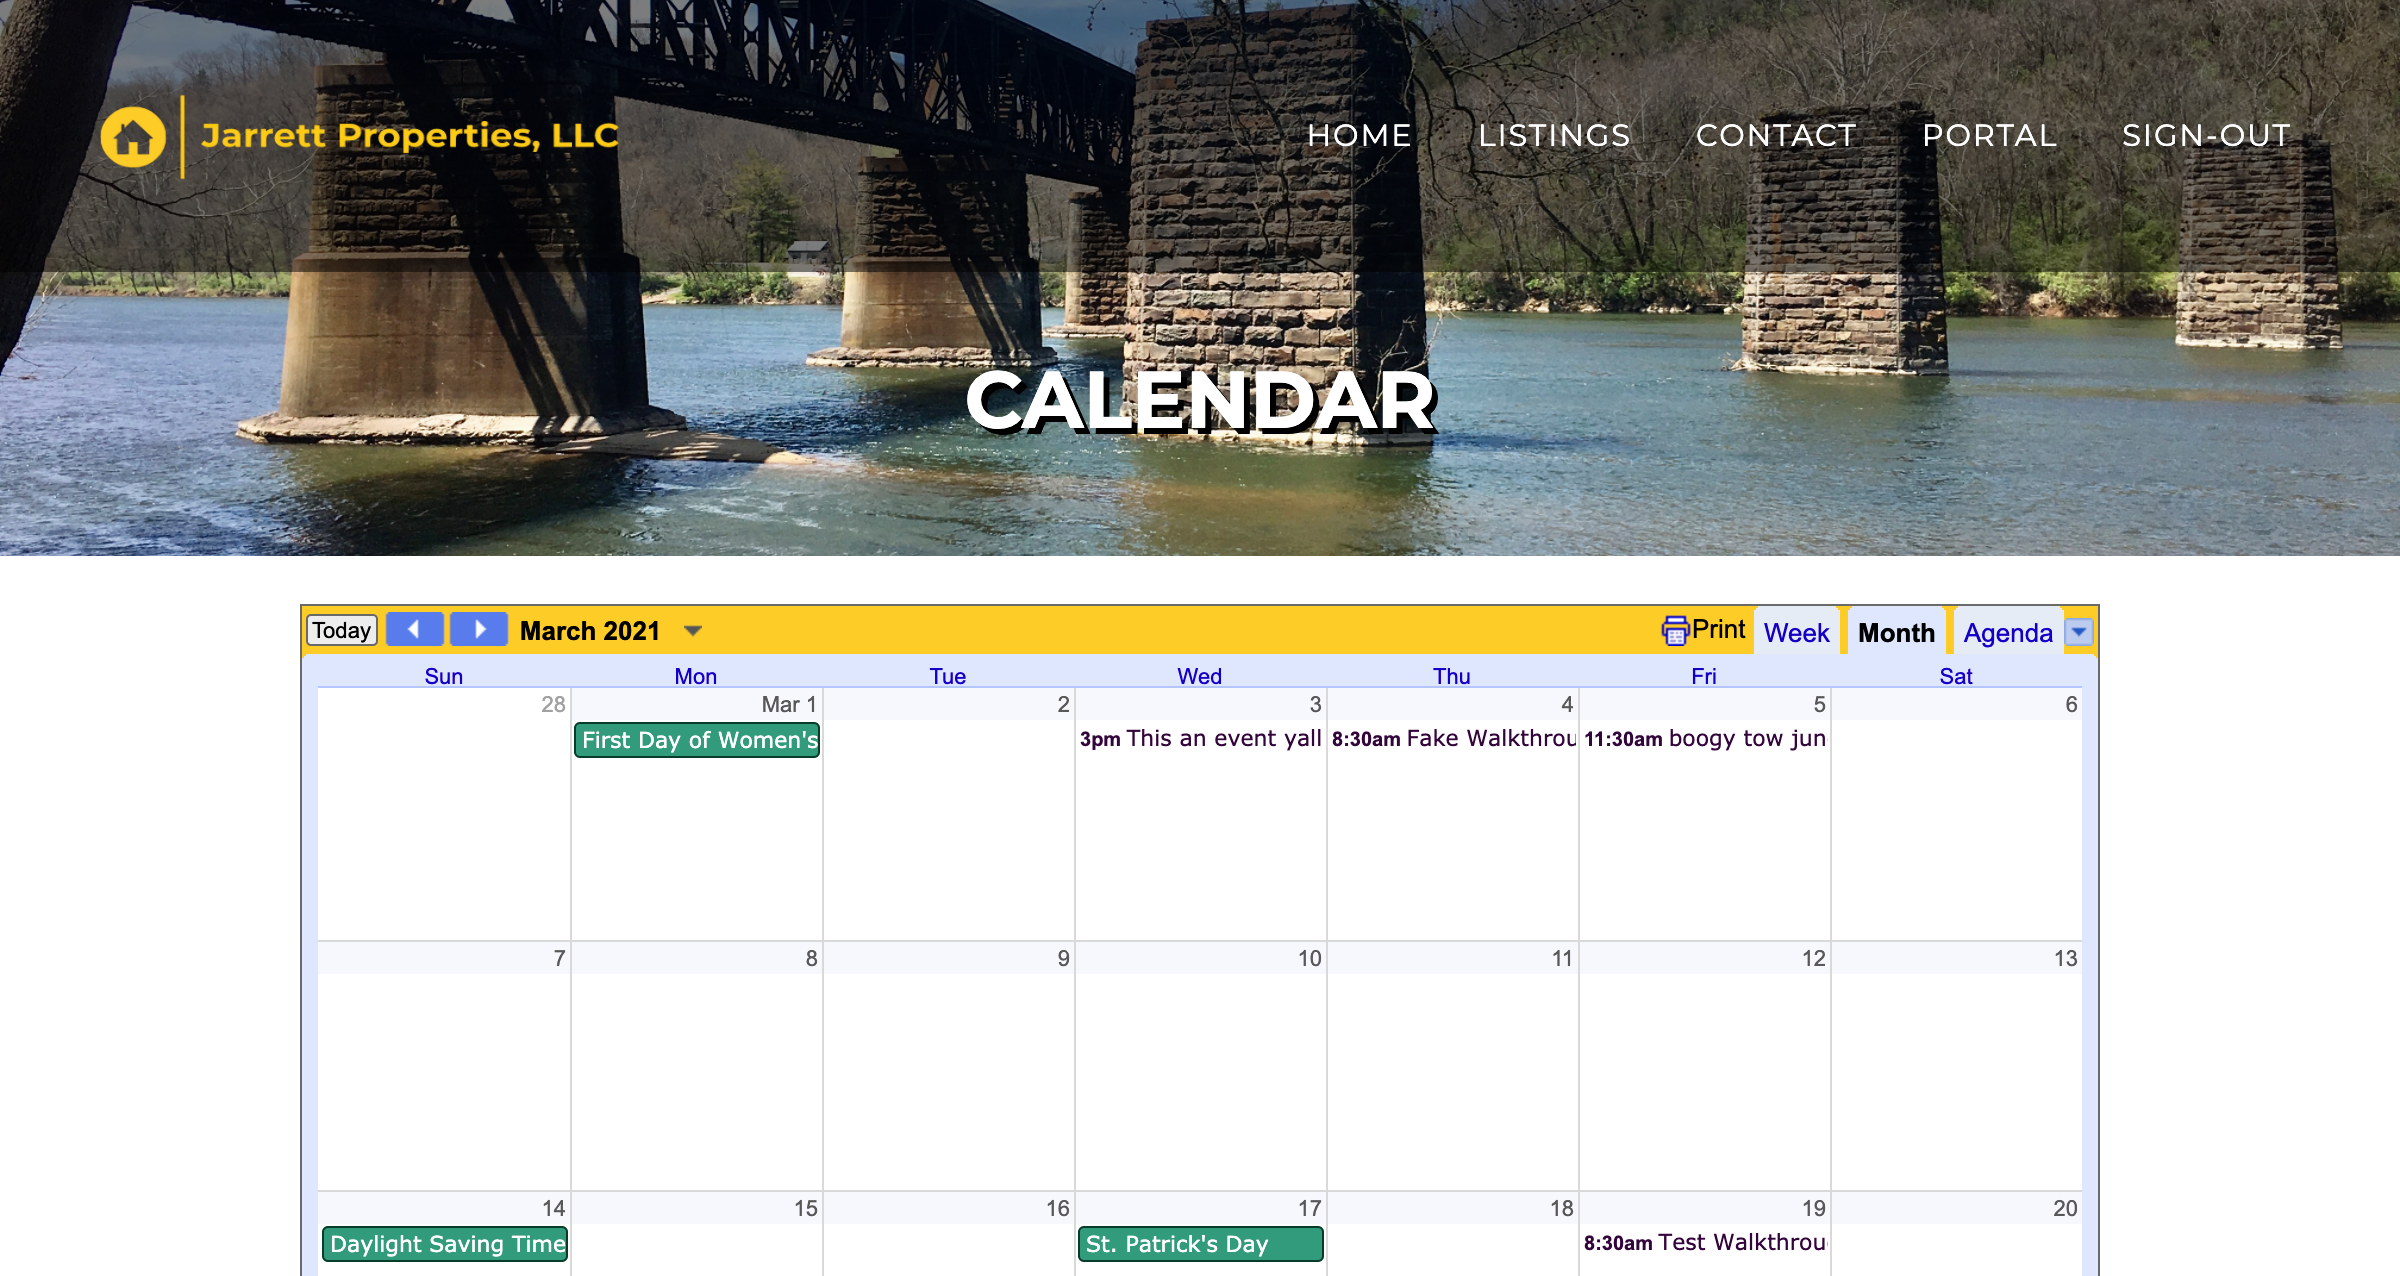 Jarrett Properties, LLC
HOME LISTINGS CONTACT PORTAL SIGN-OUT
CALENDAR
Today March 2021 Print Week Month Agenda
Sun Mon Tue Wed Thu Fri Sat
28 Mar 1 2 3 4 5 6
First Day of Women's 3pm This an event yall 8:30am Fake Walkthrou 11:30am boogy tow jun
7 8 9 10 11 12 13
14 15 16 17 18 19 20
Daylight Saving Time St. Patrick's Day 8:30am Test Walkthrou